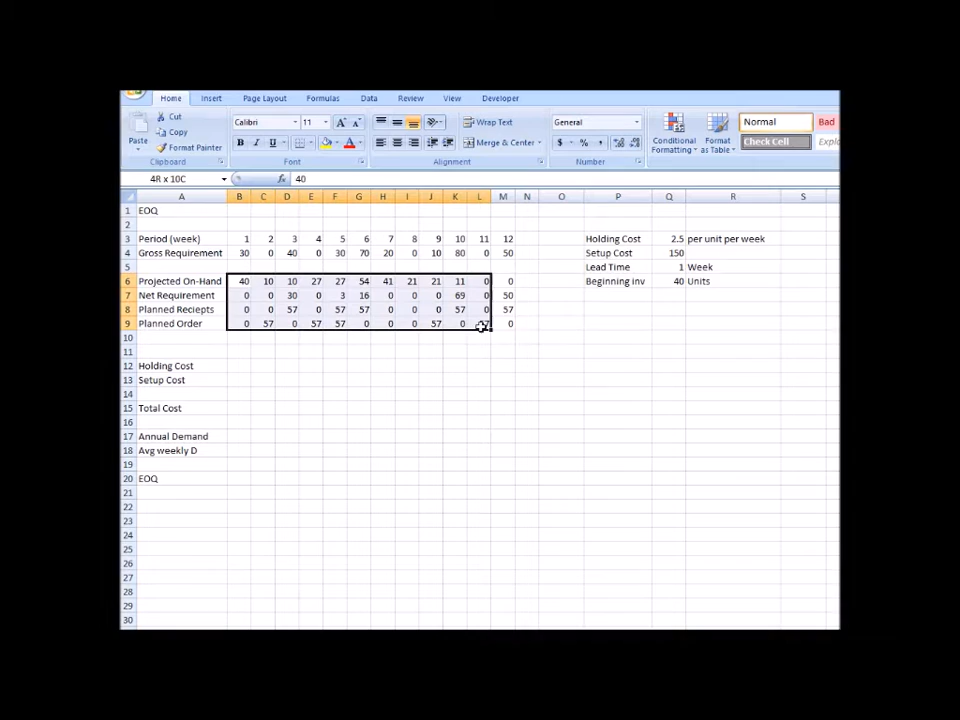 Home Insert Page Layout Formulas Data Review View Developer
Cut
Copy
Paste
Format Painter
Clipboard
Calibri 11 A A
B I U A
Font
Wrap Text
Merge & Center
Alignment
General
$ % ,
Number
Conditional Formatting
Format as Table
Normal Bad
Check Cell
4R x 10C fx 40
A B C D E F G H I J K L M N O P Q R S
1 EOQ
2
3 Period (week) 1 2 3 4 5 6 7 8 9 10 11 12 Holding Cost 2.5 per unit per week
4 Gross Requirement 30 0 40 0 30 70 20 0 10 80 0 50 Setup Cost 150
5 Lead Time 1 Week
6 Projected On-Hand 40 10 10 27 27 54 41 21 21 11 0 0 Beginning inv 40 Units
7 Net Requirement 0 0 30 0 3 16 0 0 0 69 0 50
8 Planned Reciepts 0 0 57 0 57 57 0 0 0 57 0 57
9 Planned Order 0 57 0 57 57 0 0 0 57 0 0
10
11
12 Holding Cost
13 Setup Cost
14
15 Total Cost
16
17 Annual Demand
18 Avg weekly D
19
20 EOQ
21
22
23
24
25
26
27
28
29
30